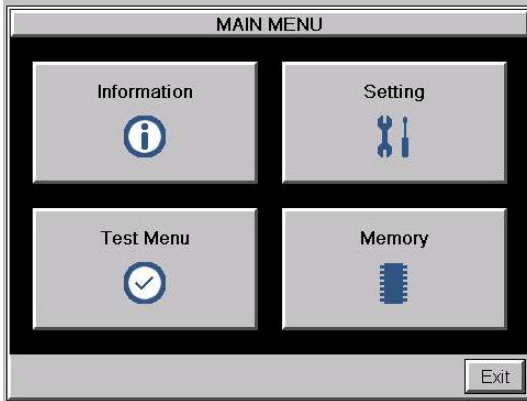 MAIN MENU
Information
Setting
Test Menu
Memory
Exit